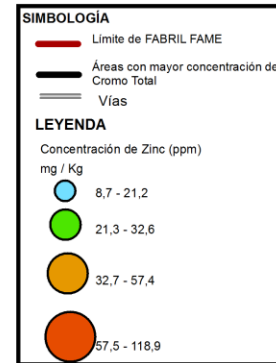 SIMBOLOGÍA
Límite de FABRIL FAME
Áreas con mayor concentración de
Cromo Total
Vías
LEYENDA
Concentración de Zinc (ppm)
mg / Kg
8,7 - 21,2
21,3 - 32,6
32,7 - 57,4
57,5 - 118,9